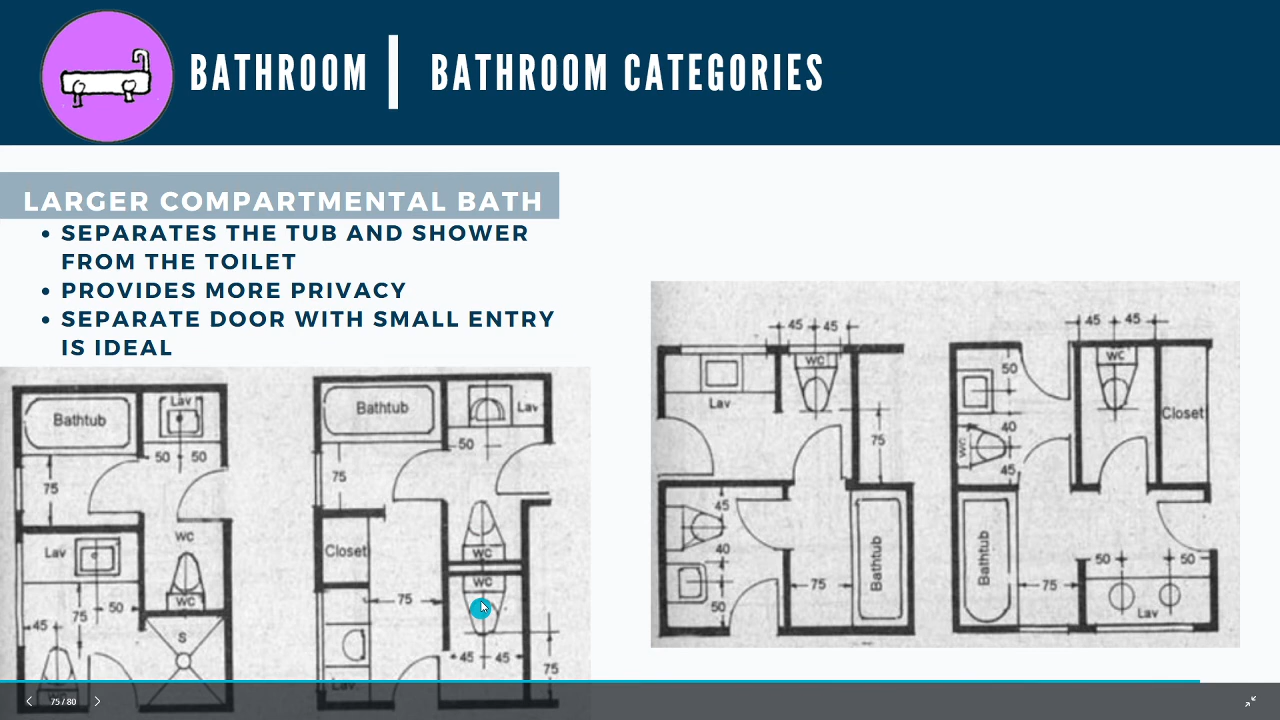 BATHROOM
BATHROOM CATEGORIES
LARGER COMPARTMENTAL BATH
• SEPARATES THE TUB AND SHOWER
FROM THE TOILET
• PROVIDES MORE PRIVACY
• SEPARATE DOOR WITH SMALL ENTRY
IS IDEAL
Bathtub
Lav
50
50
75
WC
Lav
WC
75
50
45
S
WC
Bathtub
Lav
50
75
WC
Closet
WC
75
45
45
75
Lav
45
45
WC
Lav
75
45
WC
40
Bathtub
75
50
45
45
50
WC
Closet
40
WC
45
Bathtub
50
50
75
Lav
75 / 80